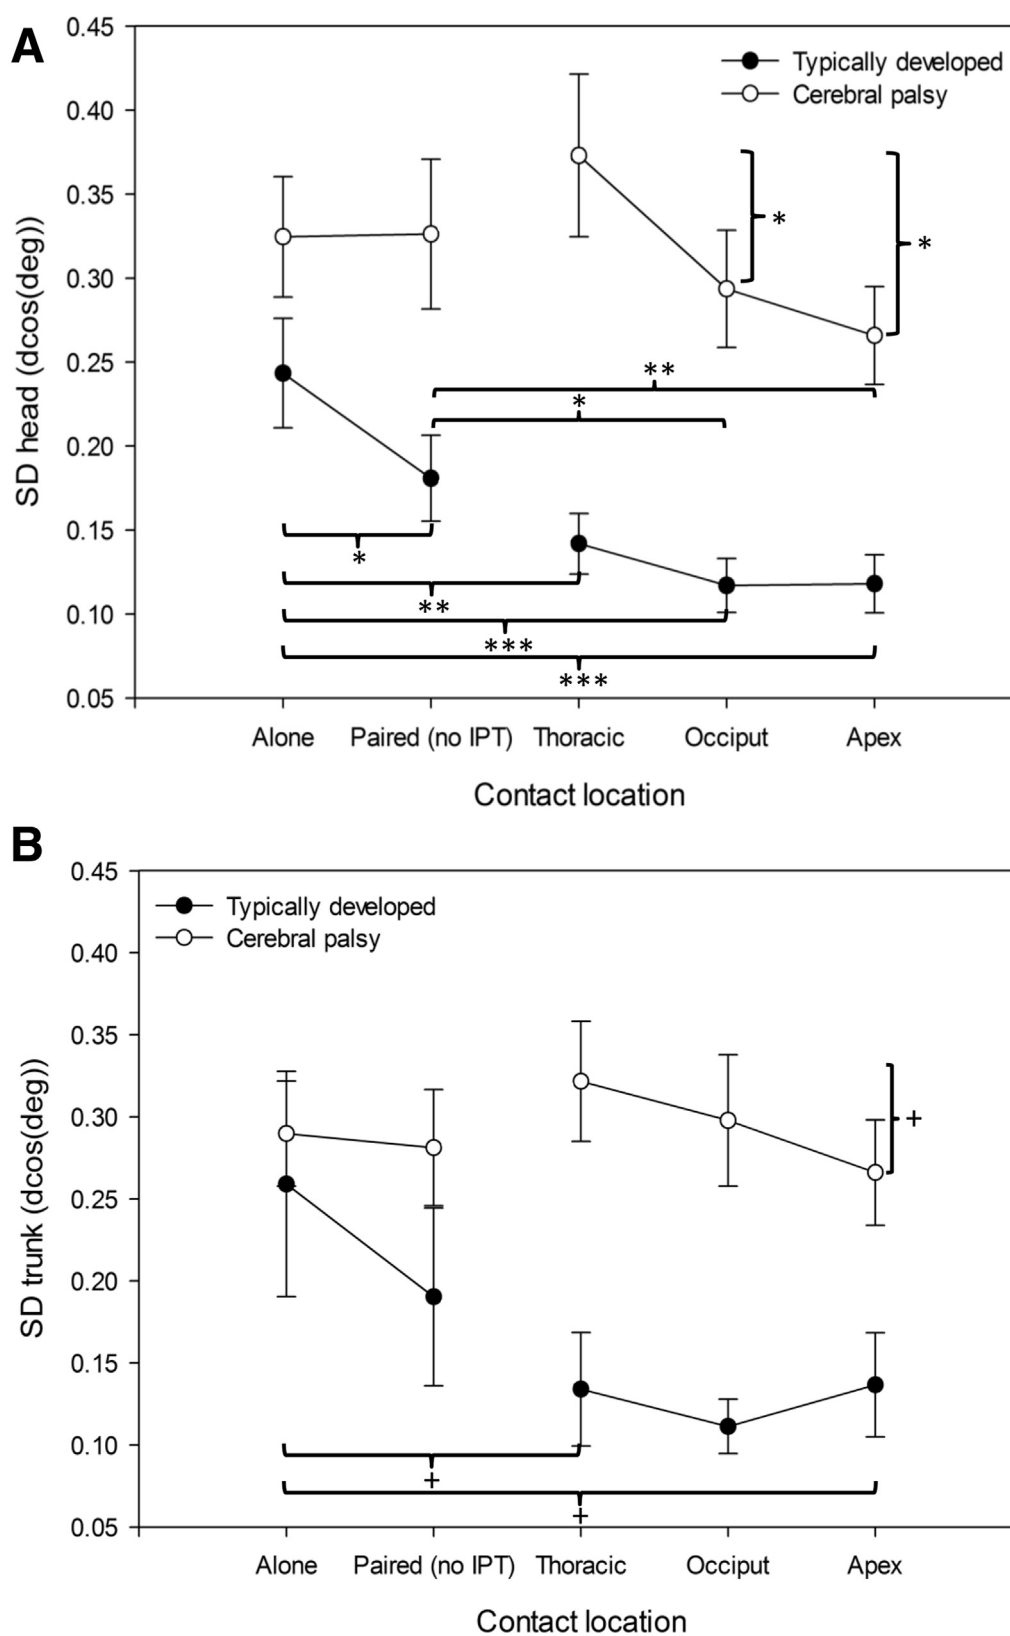 A
0.45
0.40
0.35
0.30
0.25
0.20
0.15
0.10
0.05
SD head (dcos(deg))
Typically developed
Cerebral palsy
*
*
**
*
*
**
***
***
Alone Paired (no IPT) Thoracic Occiput Apex
Contact location
B
0.45
0.40
0.35
0.30
0.25
0.20
0.15
0.10
0.05
SD trunk (dcos(deg))
Typically developed
Cerebral palsy
+
+
+
Alone Paired (no IPT) Thoracic Occiput Apex
Contact location